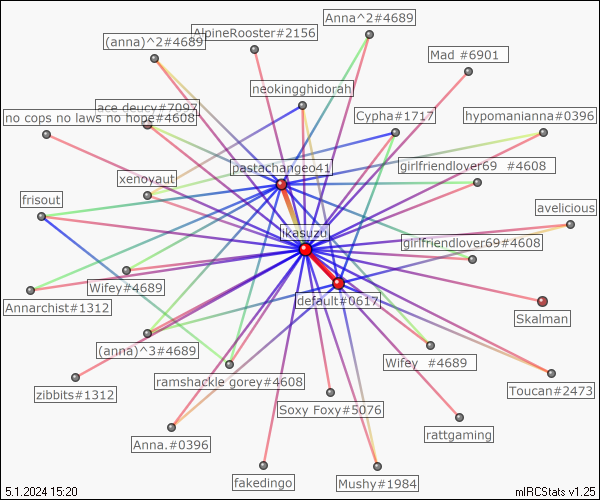 Anna^2#4689
AlpineRooster#2156
(anna)^2#4689
Mad #6901
neokingghidorah
ace deucy#7097
no cops no laws no hope#4608
Cypha#1717
hypomanianna#0396
pastachangeo41
girlfriendlover69 #4608
xenoyaut
frisout
avelicious
jikasuzu
girlfriendlover69#4608
Wifey#4689
default#0617
Annarchist#1312
Skalman
(anna)^3#4689
Wifey #4689
ramshackle gorey#4608
zibbits#1312
Toucan#2473
Soxy Foxy#5076
rattgaming
Anna.#0396
fakedingo
Mushy#1984
5.1.2024 15:20
mIRCStats v1.25